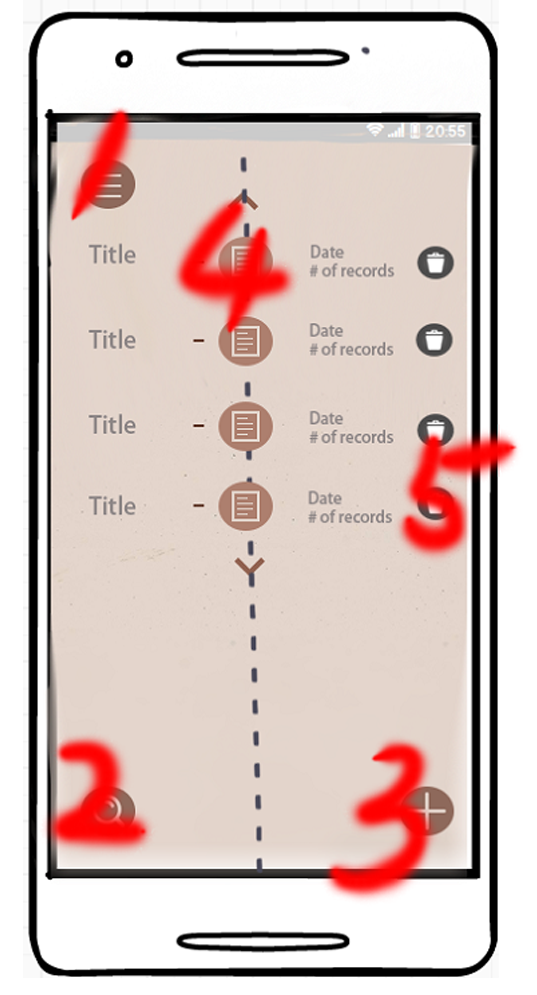 20:55
1
Title
4
Date
# of records
Title
Date
# of records
Title
Date
# of records
5
Title
Date
# of records
2
3